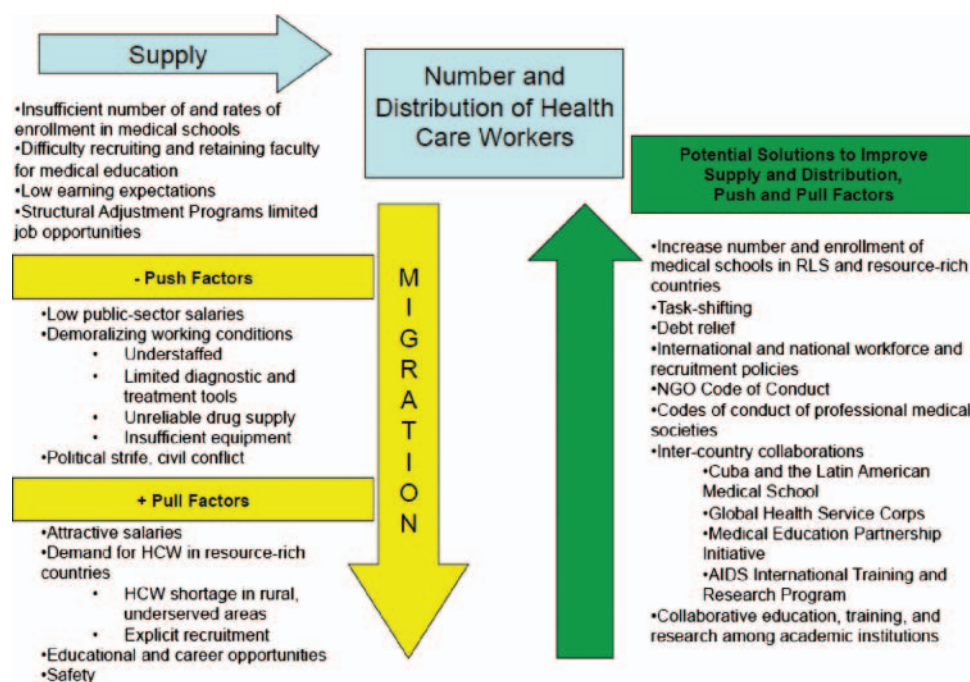 Supply
•Insufficient number of and rates of
enrollment in medical schools
•Difficulty recruiting and retaining faculty
for medical education
•Low earning expectations
•Structural Adjustment Programs limited
job opportunities
Number and
Distribution of Health
Care Workers
- Push Factors
•Low public-sector salaries
•Demoralizing working conditions
• Understaffed
• Limited diagnostic and
treatment tools
• Unreliable drug supply
• Insufficient equipment
•Political strife, civil conflict
+ Pull Factors
•Attractive salaries
•Demand for HCW in resource-rich
countries
• HCW shortage in rural,
underserved areas
• Explicit recruitment
•Educational and career opportunities
•Safety
MIGRATION
Potential Solutions to Improve
Supply and Distribution,
Push and Pull Factors
•Increase number and enrollment of
medical schools in RLS and resource-rich
countries
•Task-shifting
•Debt relief
•International and national workforce and
recruitment policies
•NGO Code of Conduct
•Codes of conduct of professional medical
societies
•Inter-country collaborations
•Cuba and the Latin American
Medical School
•Global Health Service Corps
•Medical Education Partnership
Initiative
•AIDS International Training and
Research Program
•Collaborative education, training, and
research among academic institutions